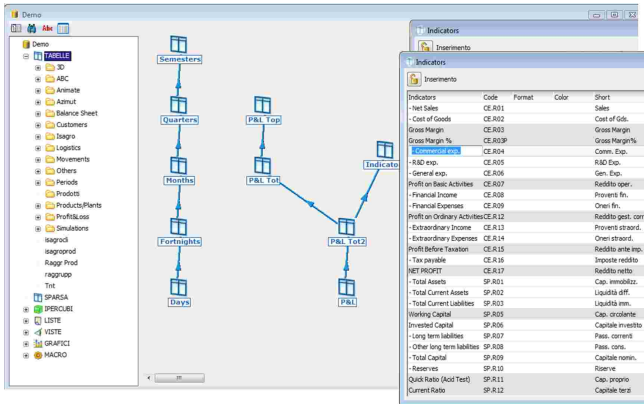 Demo
Abc
Demo
TABELLE
3D
ABC
Animate
Azimut
Balance Sheet
Customers
Isagro
Logistics
Movements
Others
Periods
Prodotti
Products/Plants
Profit&Loss
Simulations
isagrodi
isagroprod
Raggr Prod
raggrupp
Tnt
SPARSA
IPERCUBI
LISTE
VISTE
GRAFICI
MACRO
Semesters
Quarters
P&L Top
Indicato
Months
P&L Tot
Fortnights
P&L Tot2
Days
P&L
Indicators
Inserimento
Indicators
Inserimento
Indicators Code Format Color Short
- Net Sales CE.R01 Sales
- Cost of Goods CE.R02 Cost of Gds.
Gross Margin CE.R03 Gross Margin
Gross Margin % CE.R03P Gross Margin%
- Commercial exp. CE.R04 Comm. Exp.
- R&D exp. CE.R05 R&D Exp.
- General exp. CE.R06 Gen. Exp.
Profit on Basic Activities CE.R07 Reddito oper.
- Financial Income CE.R08 Proventi fin.
- Financial Expenses CE.R09 Oneri fin.
Profit on Ordinary Activities CE.R12 Reddito gest. corr
- Extraordinary Income CE.R13 Proventi straord.
- Extraordinary Expenses CE.R14 Oneri straord.
Profit Before Taxation CE.R15 Reddito ante imp.
- Tax payable CE.R16 Imposte reddito
NET PROFIT CE.R17 Reddito netto
- Total Assets SP.R01 Cap. immobilizz.
- Total Current Assets SP.R02 Liquidità diff.
- Total Current Liabilities SP.R03 Liquidità imm.
Working Capital SP.R05 Cap. circolante
Invested Capital SP.R06 Capitale investito
- Long term liabilities SP.R07 Pass. correnti
- Other long term liabilities SP.R08 Pass. cons.
- Total Capital SP.R09 Capitale nomin.
- Reserves SP.R10 Riserve
Quick Ratio (Acid Test) SP.R11 Cap. proprio
Current Ratio SP.R12 Capitale terzi